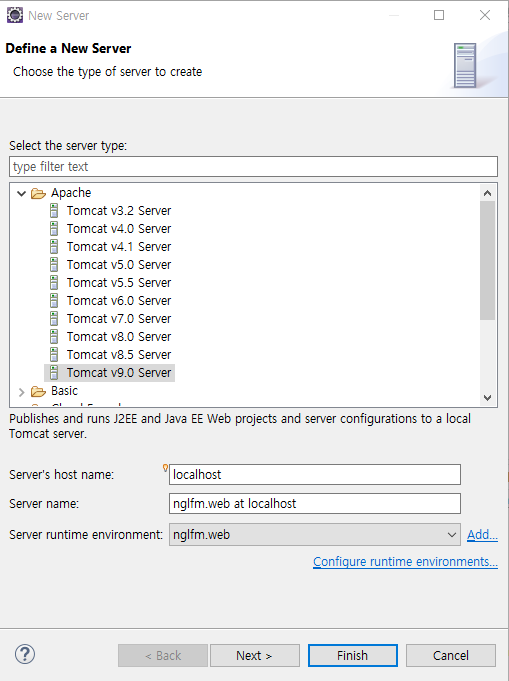 New Server
Define a New Server
Choose the type of server to create
Select the server type:
type filter text
Apache
Tomcat v3.2 Server
Tomcat v4.0 Server
Tomcat v4.1 Server
Tomcat v5.0 Server
Tomcat v5.5 Server
Tomcat v6.0 Server
Tomcat v7.0 Server
Tomcat v8.0 Server
Tomcat v8.5 Server
Tomcat v9.0 Server
Basic
Publishes and runs J2EE and Java EE Web projects and server configurations to a local
Tomcat server.
Server's host name: localhost
Server name: nglfm.web at localhost
Server runtime environment: nglfm.web Add...
Configure runtime environments...
? < Back Next > Finish Cancel